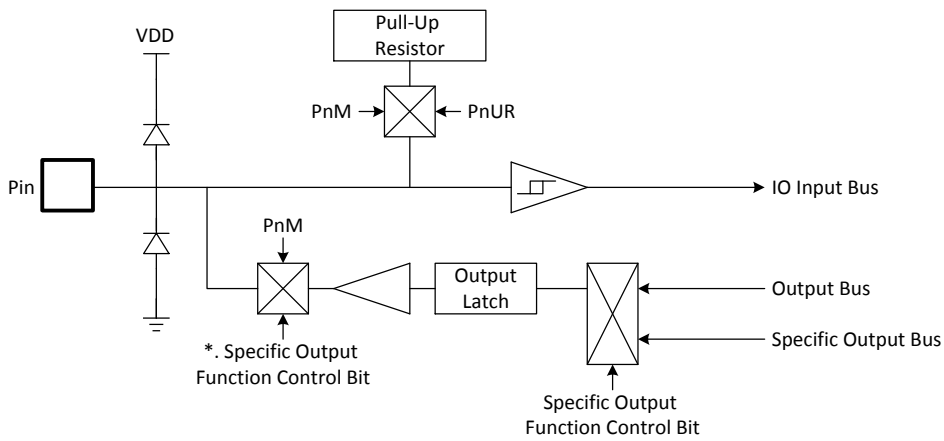 Pull-Up
Resistor
VDD
PnM
PnUR
Pin
IO Input Bus
PnM
Output
Latch
Output Bus
Specific Output Bus
*. Specific Output
Function Control Bit
Specific Output
Function Control Bit